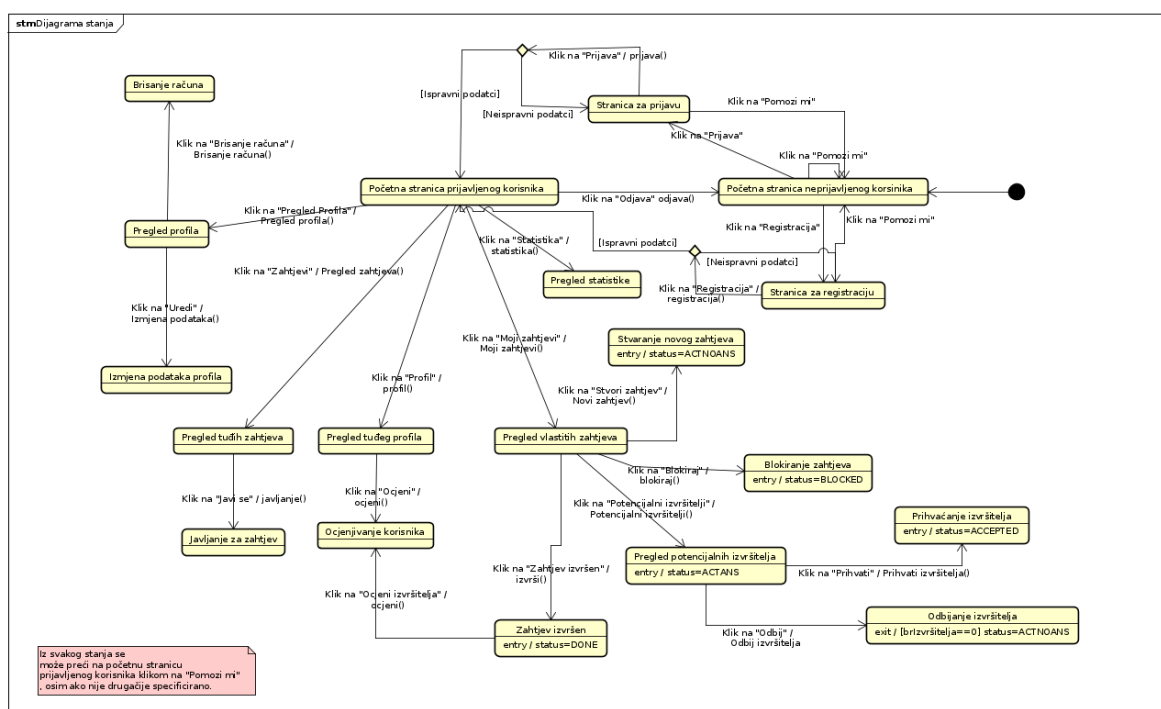 stm Dijagrama stanja
Klik na "Prijava" / prijava()
Brisanje računa
[Ispravni podatci]
[Neispravni podatci]
Stranica za prijavu
Klik na "Pomozi mi"
Klik na "Prijava"
Klik na "Brisanje računa" /
Brisanje računa()
Klik na "Pomozi mi"
Početna stranica prijavljenog korisnika
Početna stranica neprijavljenog korsinika
Klik na "Odjava" odjava()
Klik na "Pregled Profila" /
Pregled profila()
Klik na "Pomozi mi"
Klik na "Registracija"
Pregled profila
Klik na "Statistika" /
statistika()
[Ispravni podatci]
[Neispravni podatci]
Klik na "Zahtjevi" / Pregled zahtjeva()
Pregled statistike
Klik na "Registracija" /
registracija()
Stranica za registraciju
Klik na "Uredi" /
Izmjena podataka()
Klik na "Moji zahtjevi" /
Moji zahtjevi()
Stvaranje novog zahtjeva
entry / status=ACTNOANS
Izmjena podataka profila
Klik na "Profil" /
profil()
Klik na "Stvori zahtjev" /
Novi zahtjev()
Pregled tuđih zahtjeva
Pregled tuđeg profila
Pregled vlastitih zahtjeva
Klik na "Blokiraj" /
blokiraj()
Blokiranje zahtjeva
entry / status=BLOCKED
Klik na "Javi se" / javljanje()
Klik na "Ocjeni" /
ocjeni()
Klik na "Potencijalni izvršitelji" /
Potencijalni izvršitelji()
Prihvaćanje izvršitelja
entry / status=ACCEPTED
Javljanje za zahtjev
Ocjenjivanje korisnika
Pregled potencijalnih izvršitelja
entry / status=ACTANS
Klik na "Zahtjev izvršen" /
izvrši()
Klik na "Prihvati" / Prihvati izvršitelja()
Klik na "Ocjeni izvršitelja" /
ocjeni()
Odbijanje izvršitelja
exit / [brIzvršitelja==0] status=ACTNOANS
Zahtjev izvršen
entry / status=DONE
Klik na "Odbij" /
Odbij izvršitelja
Iz svakog stanja se
može preći na početnu stranicu
prijavljenog korisnika klikom na "Pomozi mi"
, osim ako nije drugačije specificirano.